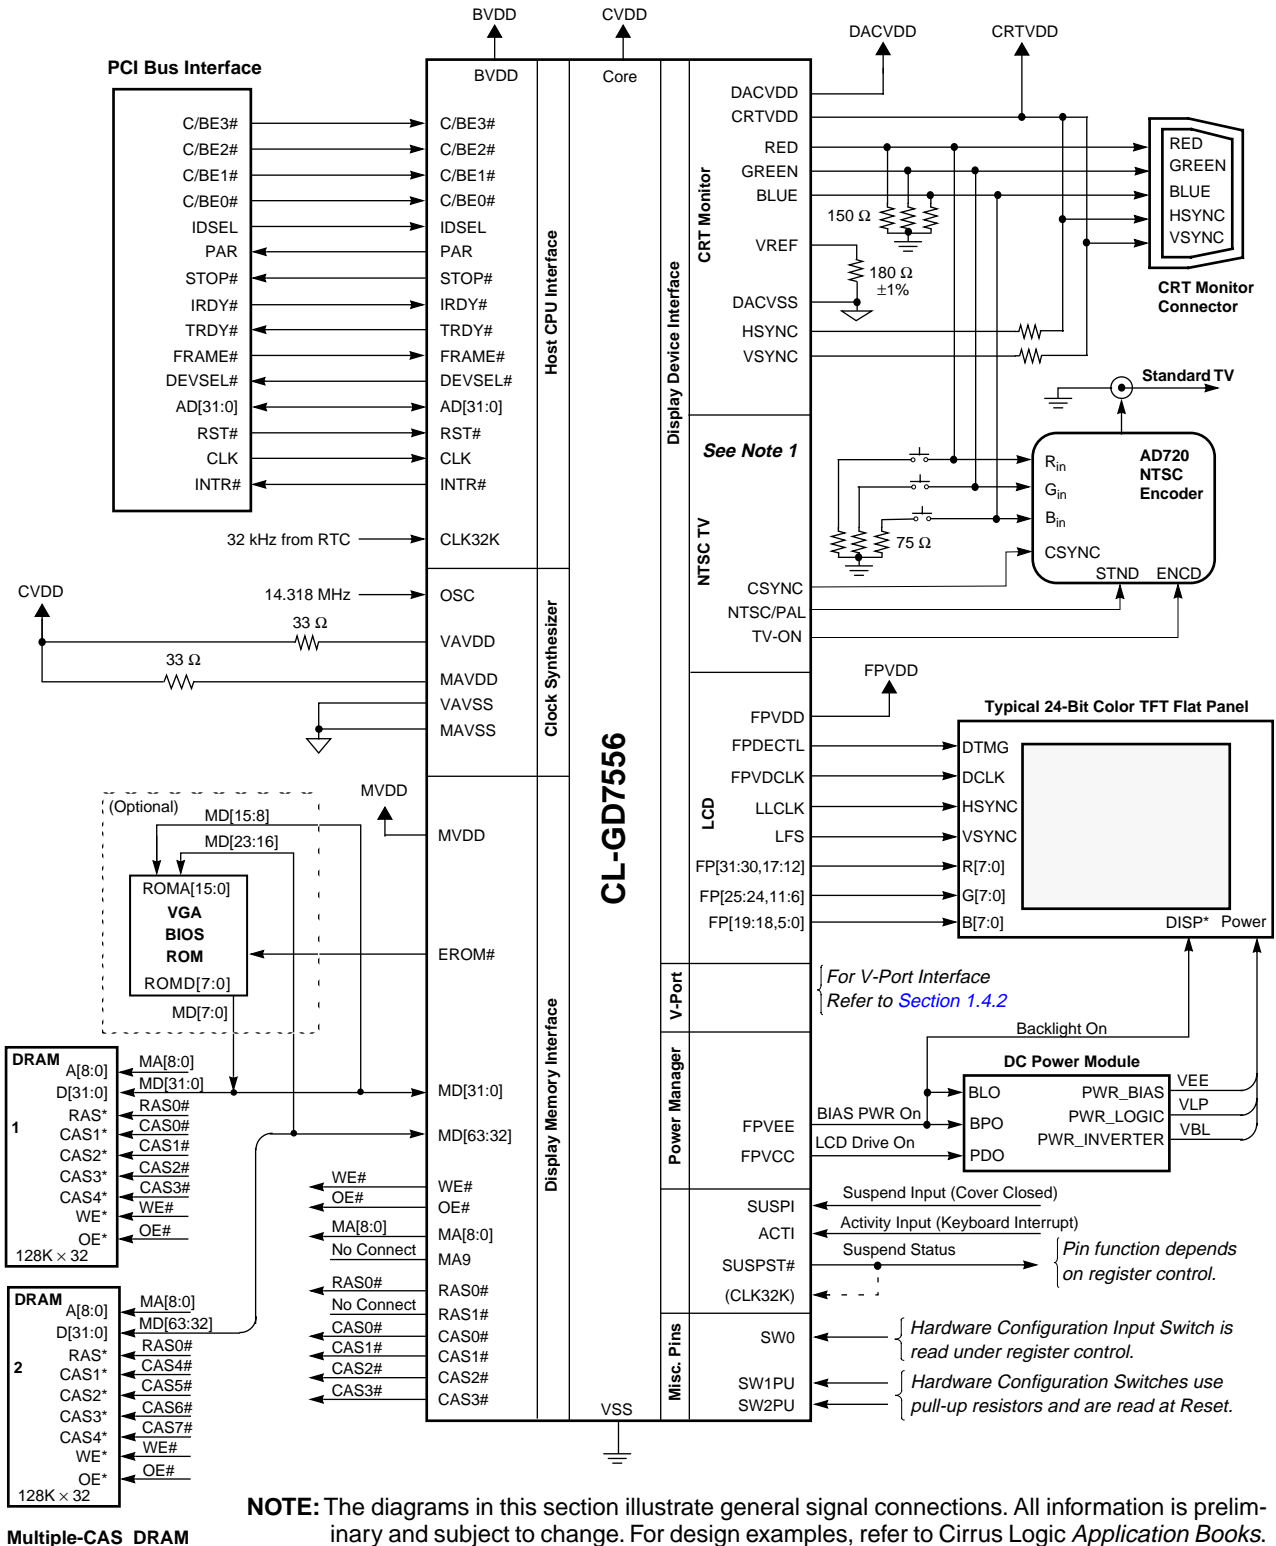 BVDD
CVDD
DACVDD
CRTVDD
PCI Bus Interface
C/BE3#
C/BE2#
C/BE1#
C/BE0#
IDSEL
PAR
STOP#
IRDY#
TRDY#
FRAME#
DEVSEL#
AD[31:0]
RST#
CLK
INTR#
32 kHz from RTC
14.318 MHz
CVDD
33 Ω
33 Ω
BVDD
C/BE3#
C/BE2#
C/BE1#
C/BE0#
IDSEL
PAR
STOP#
IRDY#
TRDY#
FRAME#
DEVSEL#
AD[31:0]
RST#
CLK
INTR#
CLK32K
Host CPU Interface
OSC
VAVDD
MAVDD
VAVSS
MAVSS
Clock Synthesizer
MVDD
MVDD
EROM#
MD[31:0]
MD[63:32]
WE#
OE#
MA[8:0]
MA9
RAS0#
RAS1#
CAS0#
CAS1#
CAS2#
CAS3#
Display Memory Interface
Core
CL-GD7556
VSS
Display Device Interface
CRT Monitor
DACVDD
CRTVDD
RED
GREEN
BLUE
VREF
DACVSS
HSYNC
VSYNC
150 Ω
180 Ω
±1%
RED
GREEN
BLUE
HSYNC
VSYNC
CRT Monitor
Connector
Standard TV
See Note 1
NTSC TV
CSYNC
NTSC/PAL
TV-ON
75 Ω
Rin
Gin
Bin
CSYNC
STND
ENCD
AD720
NTSC
Encoder
LCD
FPVDD
FPVDD
FPDECTL
FPVDCLK
LLCLK
LFS
FP[31:30,17:12]
FP[25:24,11:6]
FP[19:18,5:0]
Typical 24-Bit Color TFT Flat Panel
DTMG
DCLK
HSYNC
VSYNC
R[7:0]
G[7:0]
B[7:0]
DISP*
Power
V-Port
For V-Port Interface
Refer to Section 1.4.2
Power Manager
FPVEE
FPVCC
Backlight On
BIAS PWR On
LCD Drive On
DC Power Module
BLO
BPO
PDO
PWR_BIAS
PWR_LOGIC
PWR_INVERTER
VEE
VLP
VBL
SUSPI
ACTI
SUSPST#
(CLK32K)
Suspend Input (Cover Closed)
Activity Input (Keyboard Interrupt)
Suspend Status
Pin function depends
on register control.
Misc. Pins
SW0
SW1PU
SW2PU
Hardware Configuration Input Switch is
read under register control.
Hardware Configuration Switches use
pull-up resistors and are read at Reset.
(Optional)
MD[15:8]
MD[23:16]
ROMA[15:0]
VGA
BIOS
ROM
ROMD[7:0]
MD[7:0]
DRAM
1
A[8:0]
D[31:0]
RAS*
CAS1*
CAS2*
CAS3*
CAS4*
WE*
OE*
128K × 32
MA[8:0]
MD[31:0]
RAS0#
CAS0#
CAS1#
CAS2#
CAS3#
WE#
OE#
DRAM
2
A[8:0]
D[31:0]
RAS*
CAS1*
CAS2*
CAS3*
CAS4*
WE*
OE*
128K × 32
MA[8:0]
MD[63:32]
RAS0#
CAS4#
CAS5#
CAS6#
CAS7#
WE#
OE#
Multiple-CAS DRAM
WE#
OE#
MA[8:0]
No Connect
RAS0#
No Connect
CAS0#
CAS1#
CAS2#
CAS3#
NOTE: The diagrams in this section illustrate general signal connections. All information is prelim-
inary and subject to change. For design examples, refer to Cirrus Logic Application Books.